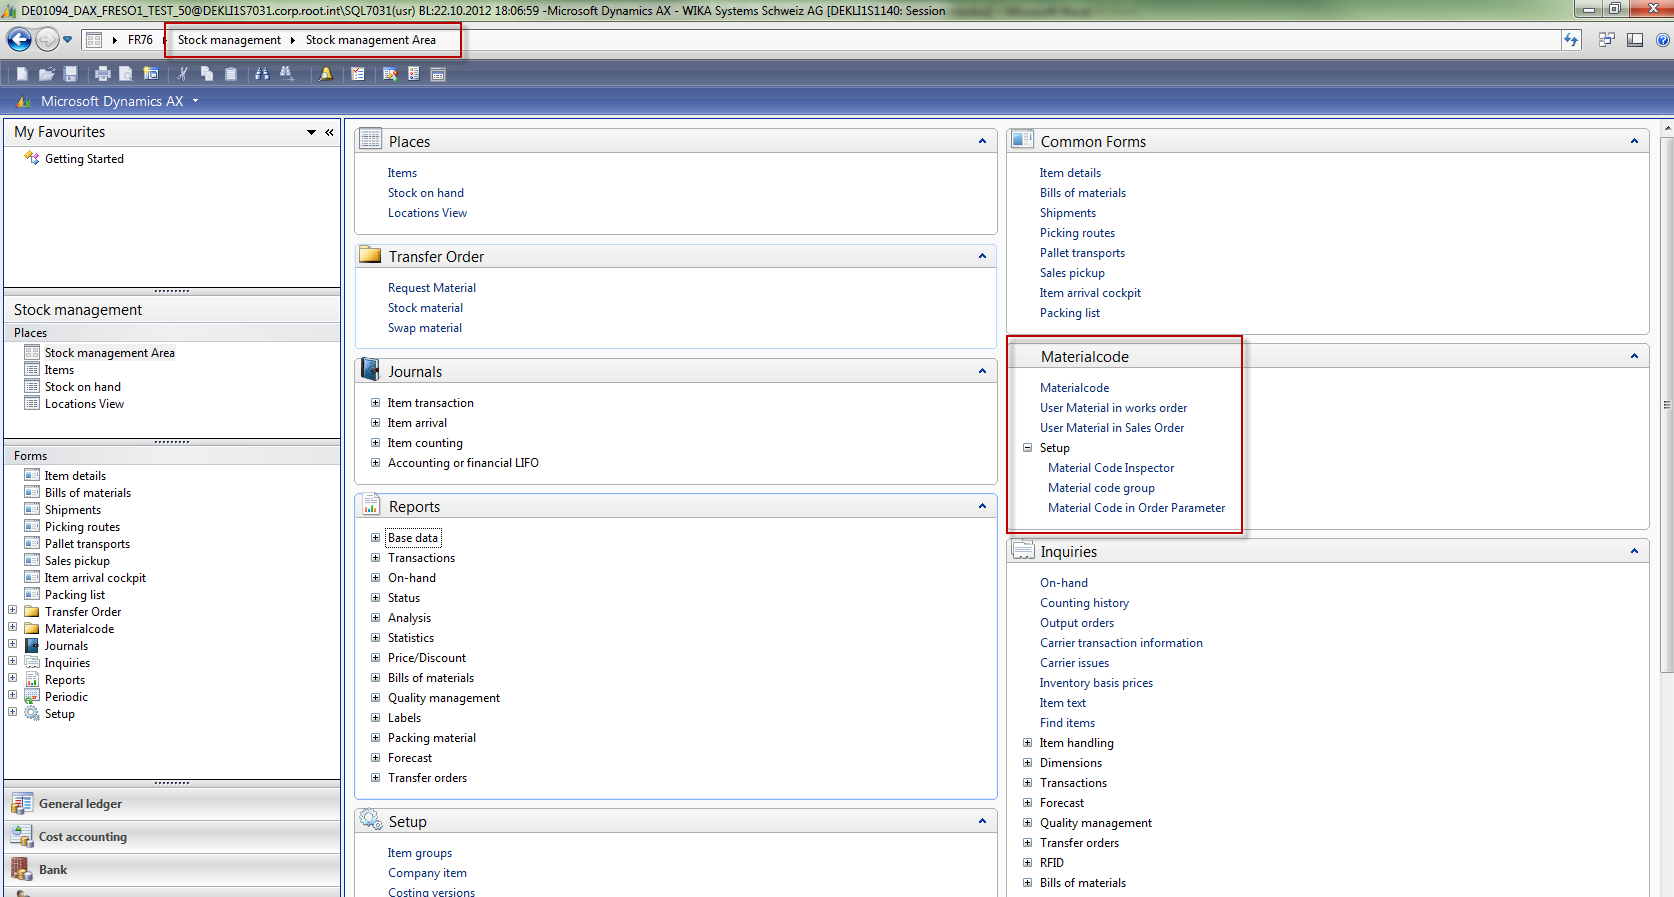 DE01094_DAX_FRESO1_TEST_50@DEKLI1S7031.corp.root.int\SQL7031(usr) BL:22.10.2012 18:06:59 -Microsoft Dynamics AX - WIKA Systems Schweiz AG [DEKLI1S1140: Session
FR76 Stock management Stock management Area
Microsoft Dynamics AX
My Favourites
Getting Started
Stock management
Places
Stock management Area
Items
Stock on hand
Locations View
Forms
Item details
Bills of materials
Shipments
Picking routes
Pallet transports
Sales pickup
Item arrival cockpit
Packing list
Transfer Order
Materialcode
Journals
Inquiries
Reports
Periodic
Setup
General ledger
Cost accounting
Bank
Places
Items
Stock on hand
Locations View
Transfer Order
Request Material
Stock material
Swap material
Journals
Item transaction
Item arrival
Item counting
Accounting or financial LIFO
Reports
Base data
Transactions
On-hand
Status
Analysis
Statistics
Price/Discount
Bills of materials
Quality management
Labels
Packing material
Forecast
Transfer orders
Setup
Item groups
Company item
Costing versions
Common Forms
Item details
Bills of materials
Shipments
Picking routes
Pallet transports
Sales pickup
Item arrival cockpit
Packing list
Materialcode
Materialcode
User Material in works order
User Material in Sales Order
Setup
Material Code Inspector
Material code group
Material Code in Order Parameter
Inquiries
On-hand
Counting history
Output orders
Carrier transaction information
Carrier issues
Inventory basis prices
Item text
Find items
Item handling
Dimensions
Transactions
Forecast
Quality management
Transfer orders
RFID
Bills of materials